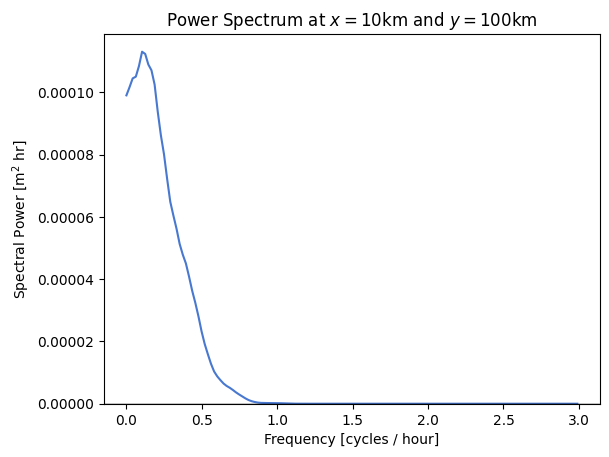 Power Spectrum at x = 10km and y = 100km
Spectral Power [m² hr]
0.00010
0.00008
0.00006
0.00004
0.00002
0.00000
0.0 0.5 1.0 1.5 2.0 2.5 3.0
Frequency [cycles / hour]